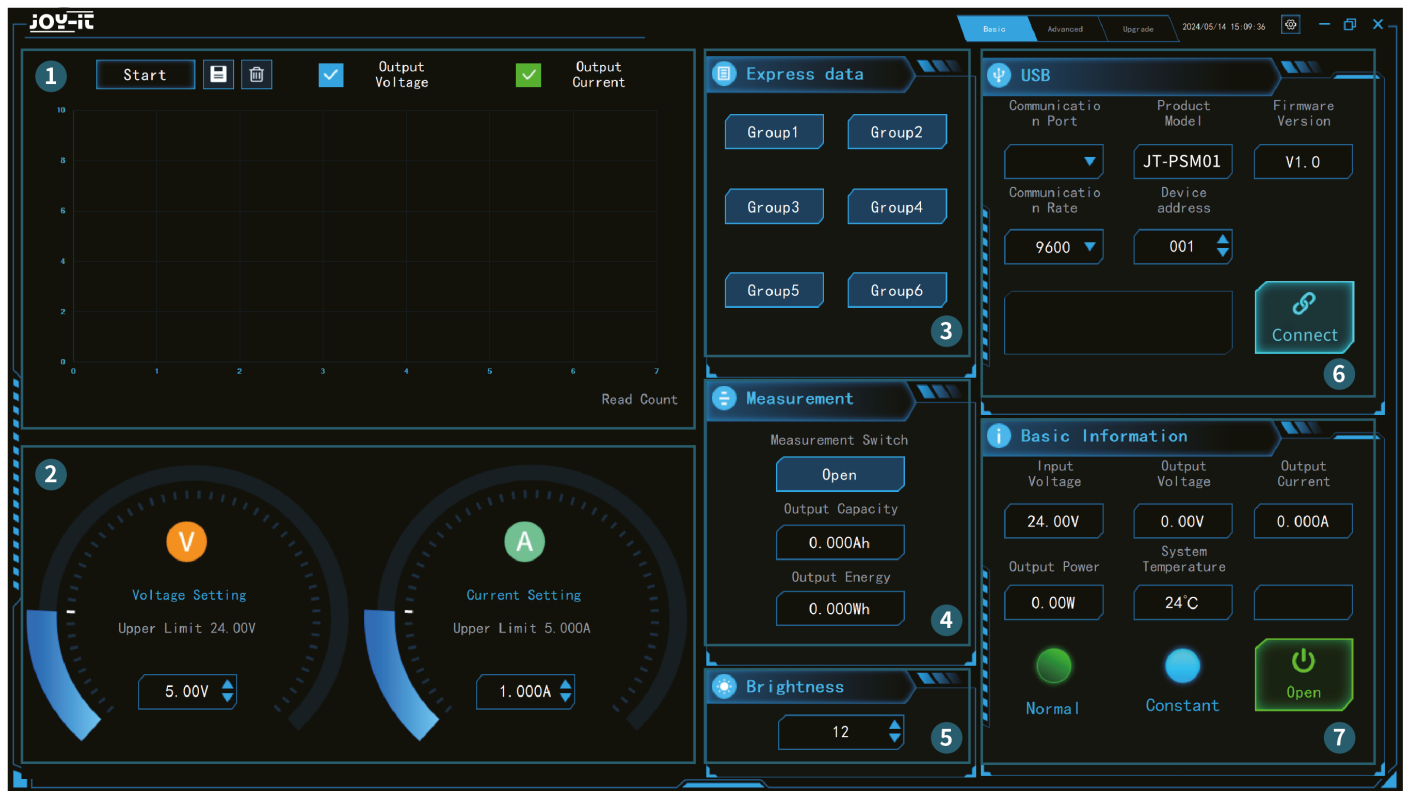 JOY-iT
Basic
Advanced
Upgrade
2024/05/14 15:09:36
1
Start
Output
Voltage
Output
Current
10
8
6
4
2
0
0 1 2 3 4 5 6 7
Read Count
2
V
Voltage Setting
Upper Limit 24.00V
5.00V
A
Current Setting
Upper Limit 5.000A
1.000A
Express data
Group1
Group2
Group3
Group4
Group5
Group6
3
Measurement
Measurement Switch
Open
Output Capacity
0.000Ah
Output Energy
0.000Wh
4
Brightness
12
5
USB
Communicatio
n Port
Product
Model
Firmware
Version
JT-PSM01
V1.0
Communicatio
n Rate
Device
address
9600
001
Connect
6
Basic Information
Input
Voltage
Output
Voltage
Output
Current
24.00V
0.00V
0.000A
Output Power
System
Temperature
0.00W
24°C
Normal
Constant
Open
7